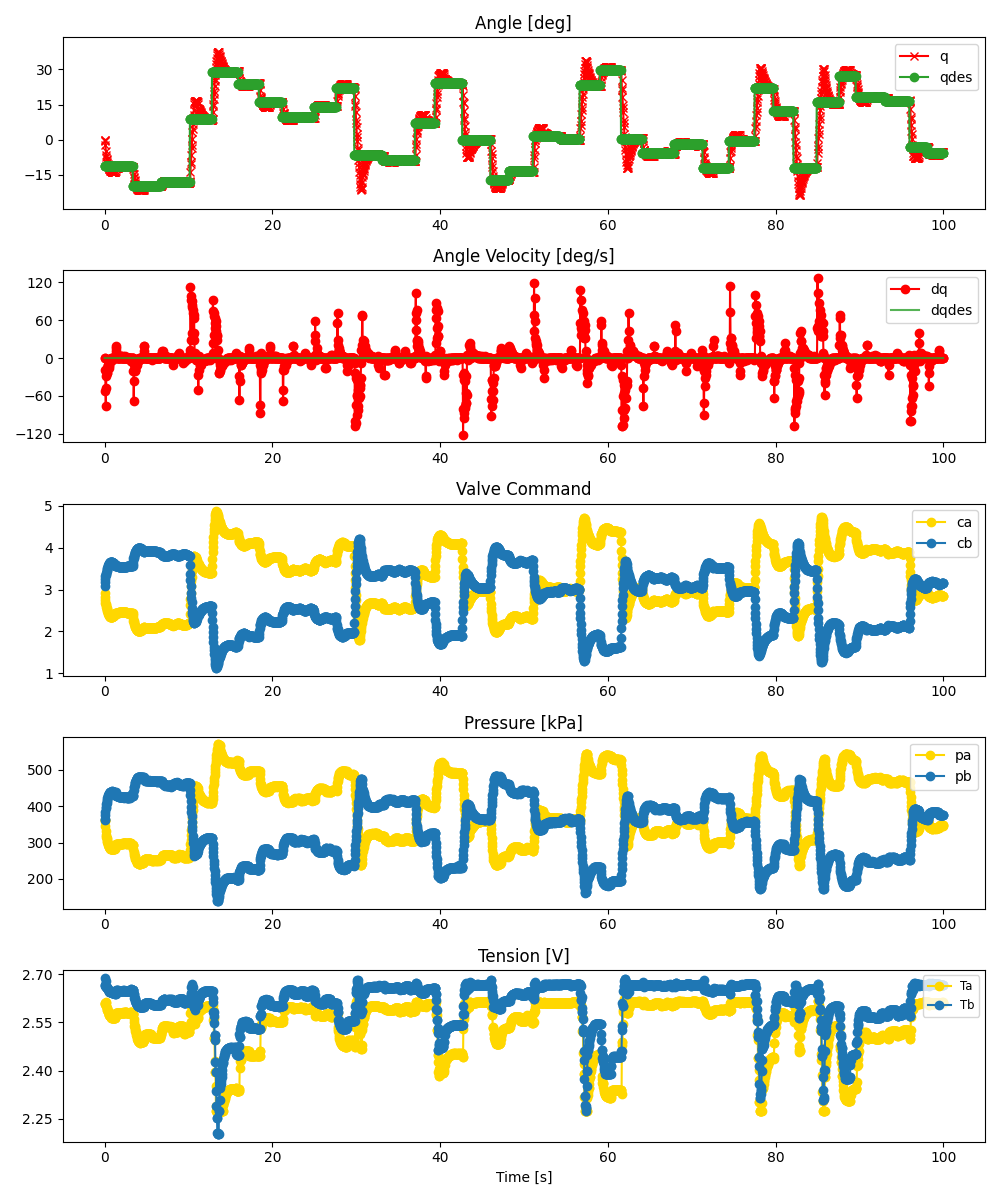 Angle [deg]
30
15
0
−15
q
qdes
0 20 40 60 80 100
Angle Velocity [deg/s]
120
60
0
−60
−120
dq
dqdes
0 20 40 60 80 100
Valve Command
5
4
3
2
1
ca
cb
0 20 40 60 80 100
Pressure [kPa]
500
400
300
200
pa
pb
0 20 40 60 80 100
Tension [V]
2.70
2.55
2.40
2.25
Ta
Tb
0 20 40 60 80 100
Time [s]